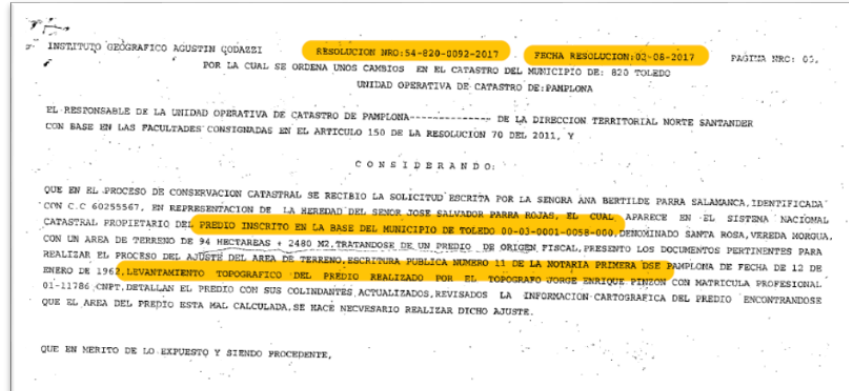 INSTITUTO GEOGRAFICO AGUSTIN CODAZZI RESOLUCION NRO:54-820-0092-2017 FECHA RESOLUCION:02-08-2017 PAGINA NRO: 05,
POR LA CUAL SE ORDENA UNOS CAMBIOS EN EL CATASTRO DEL MUNICIPIO DE: 820 TOLEDO
UNIDAD OPERATIVA DE CATASTRO DE:PAMPLONA
EL RESPONSABLE DE LA UNIDAD OPERATIVA DE CATASTRO DE PAMPLONA------------- DE LA DIRECCION TERRITORIAL NORTE SANTANDER
CON BASE EN LAS FACULTADES CONSIGNADAS EN EL ARTICULO 150 DE LA RESOLUCION 70 DEL 2011, Y
C O N S I D E R A N D O:
QUE EN EL PROCESO DE CONSERVACION CATASTRAL SE RECIBIO LA SOLICITUD ESCRITA POR LA SENORA ANA BERTILDE PARRA SALAMANCA,IDENTIFICADA
CON C.C 60255567, EN REPRESENTACION DE LA HEREDAD DEL SENOR JOSE SALVADOR PARRA ROJAS, EL CUAL APARECE EN EL SISTEMA NACIONAL
CATASTRAL PROPIETARIO DEL PREDIO INSCRITO EN LA BASE DEL MUNICIPIO DE TOLEDO 00-03-0001-0058-000,DENOMINADO SANTA ROSA,VEREDA MORQUA,
CON UN AREA DE TERRENO DE 94 HECTAREAS + 2480 M2,TRATANDOSE DE UN PREDIO DE ORIGEN FISCAL,PRESENTO LOS DOCUMENTOS PERTINENTES PARA
REALIZAR EL PROCESO DEL AJUSTE DEL AREA DE TERRENO,ESCRITURA PUBLICA NUMERO 11 DE LA NOTARIA PRIMERA DSE PAMPLONA DE FECHA DE 12 DE
ENERO DE 1962,LEVANTAMIENTO TOPOGRAFICO DEL PREDIO REALIZADO POR EL TOPOGRAFO JORGE ENRIQUE PINZON CON MATRICULA PROFESIONAL
01-11786 CNPT,DETALLAN EL PREDIO COM SUS COLINDANTES ACTUALIZADOS,REVISADOS LA INFORMACION CARTOGRAFICA DEL PREDIO ENCONTRANDOSE
QUE EL AREA DEL PREDIO ESTA MAL CALCULADA,SE HACE NECVESARIO REALIZAR DICHO AJUSTE.
QUE EN MERITO DE LO EXPUESTO Y SIENDO PROCEDENTE,